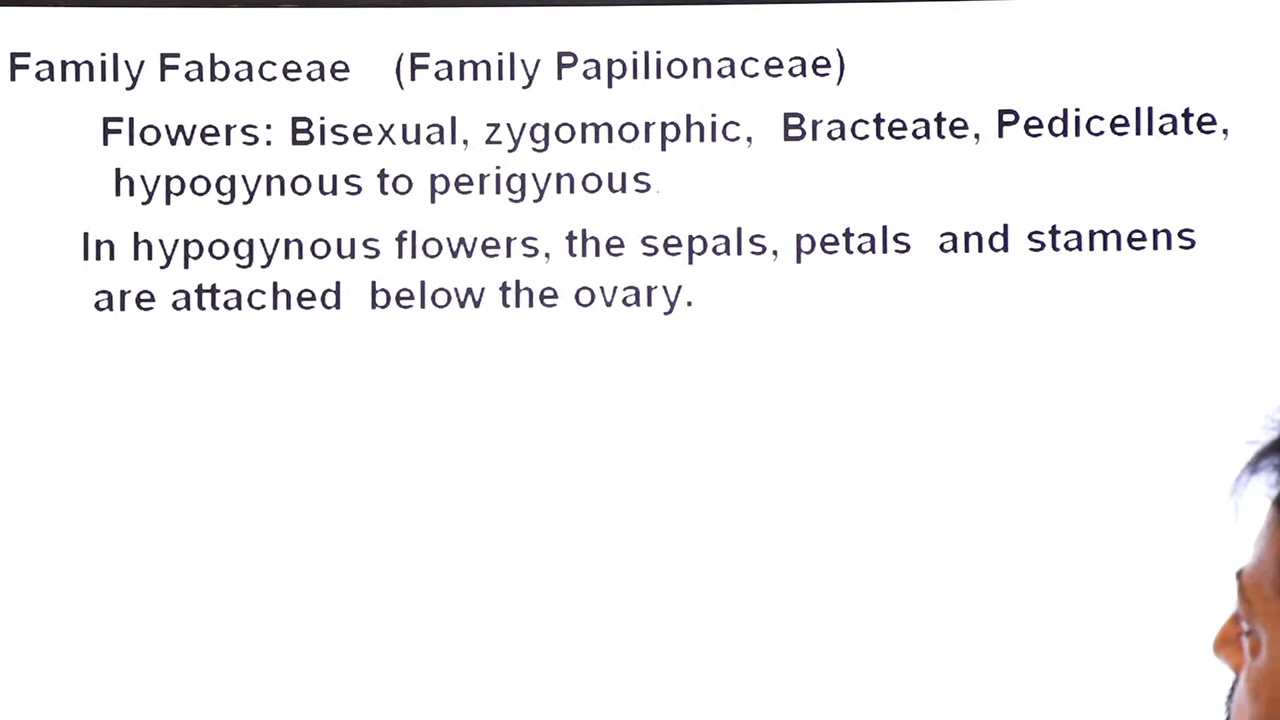 Family Fabaceae (Family Papilionaceae)
Flowers: Bisexual, zygomorphic, Bracteate, Pedicellate,
hypogynous to perigynous.
In hypogynous flowers, the sepals, petals and stamens
are attached below the ovary.